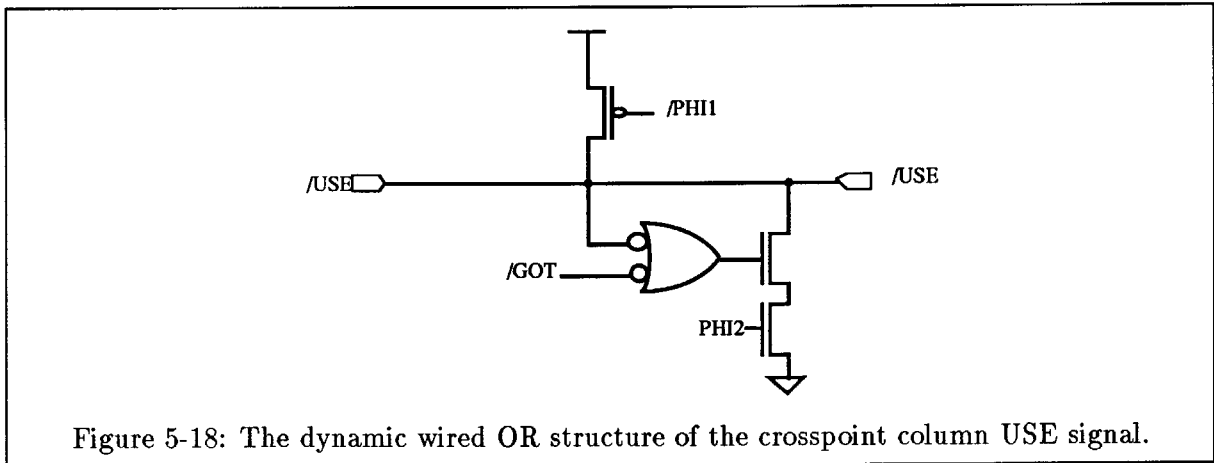 /PHI1
/USE
/USE
/GOT
PHI2
Figure 5-18: The dynamic wired OR structure of the crosspoint column USE signal.